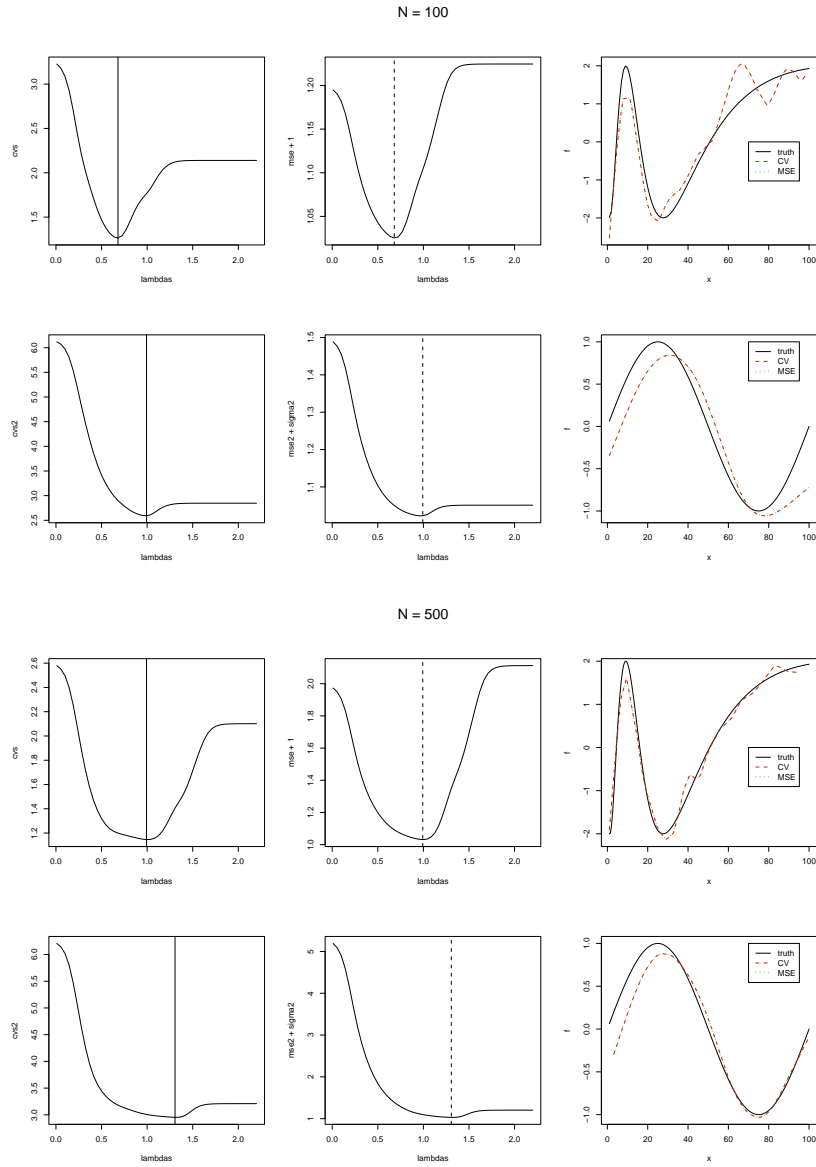 N = 100
cvs
1.5 2.0 2.5 3.0
0.0 0.5 1.0 1.5 2.0
lambdas
mse + 1
1.05 1.10 1.15 1.20
0.0 0.5 1.0 1.5 2.0
lambdas
f
-2 -1 0 1 2
truth
CV
MSE
0 20 40 60 80 100
x
cvs2
2.5 3.0 3.5 4.0 4.5 5.0 5.5 6.0
0.0 0.5 1.0 1.5 2.0
lambdas
mse2 + sigma2
1.1 1.2 1.3 1.4 1.5
0.0 0.5 1.0 1.5 2.0
lambdas
f
-1.0 -0.5 0.0 0.5 1.0
truth
CV
MSE
0 20 40 60 80 100
x
N = 500
cvs
1.2 1.4 1.6 1.8 2.0 2.2 2.4 2.6
0.0 0.5 1.0 1.5 2.0
lambdas
mse + 1
1.0 1.2 1.4 1.6 1.8 2.0
0.0 0.5 1.0 1.5 2.0
lambdas
f
-2 -1 0 1 2
truth
CV
MSE
0 20 40 60 80 100
x
cvs2
3.0 3.5 4.0 4.5 5.0 5.5 6.0
0.0 0.5 1.0 1.5 2.0
lambdas
mse2 + sigma2
1 2 3 4 5
0.0 0.5 1.0 1.5 2.0
lambdas
f
-1.0 -0.5 0.0 0.5 1.0
truth
CV
MSE
0 20 40 60 80 100
x